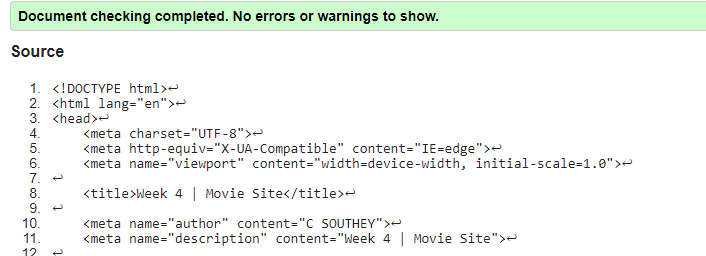 Document checking completed. No errors or warnings to show.
Source
1. <!DOCTYPE html>↩
2. <html lang="en">↩
3. <head>↩
4. <meta charset="UTF-8">↩
5. <meta http-equiv="X-UA-Compatible" content="IE=edge">↩
6. <meta name="viewport" content="width=device-width, initial-scale=1.0">↩
7. ↩
8. <title>Week 4 | Movie Site</title>↩
9. ↩
10. <meta name="author" content="C SOUTHEY">↩
11. <meta name="description" content="Week 4 | Movie Site">↩
12. ↩